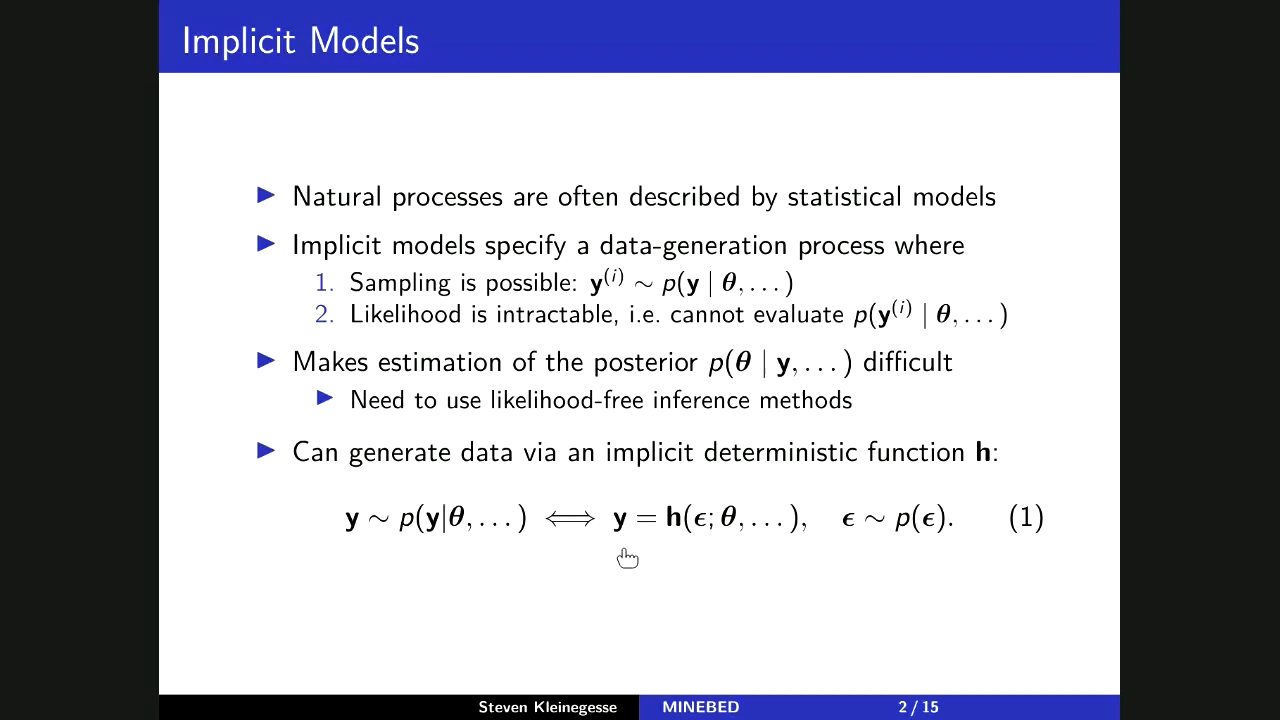 Implicit Models
▶ Natural processes are often described by statistical models
▶ Implicit models specify a data-generation process where
1. Sampling is possible: y⁽ⁱ⁾ ∼ p(y | θ, . . . )
2. Likelihood is intractable, i.e. cannot evaluate p(y⁽ⁱ⁾ | θ, . . . )
▶ Makes estimation of the posterior p(θ | y, . . . ) difficult
▶ Need to use likelihood-free inference methods
▶ Can generate data via an implicit deterministic function h:
y ∼ p(y|θ, . . . ) ⟺ y = h(ϵ; θ, . . . ), ϵ ∼ p(ϵ). (1)
Steven Kleinegesse MINEBED 2 / 15